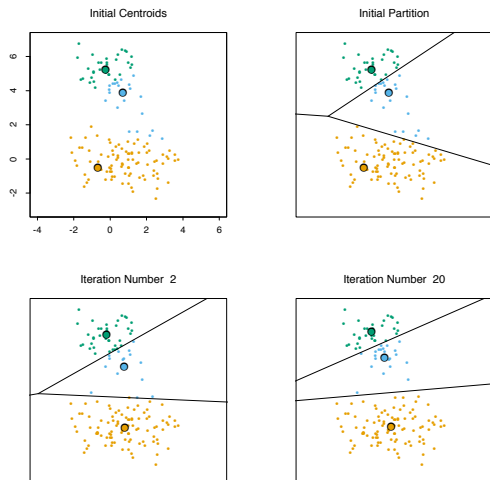 Initial Centroids
Initial Partition
6
4
2
0
-2
-4 -2 0 2 4 6
Iteration Number 2
Iteration Number 20